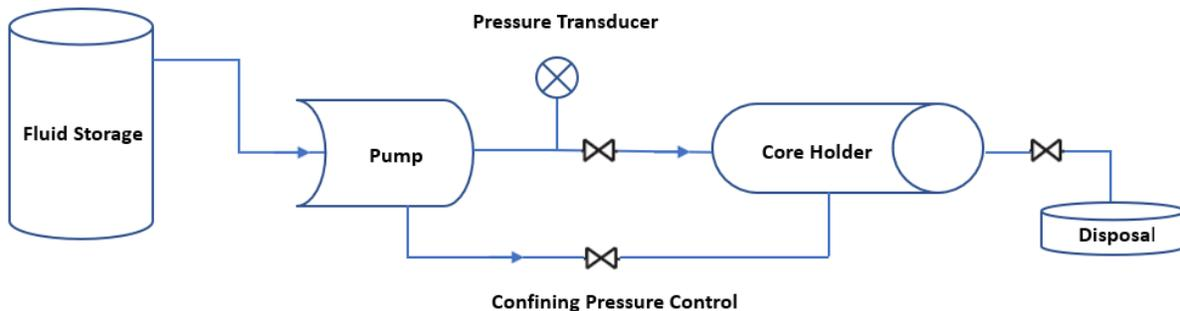 Pressure Transducer
Fluid Storage
Pump
Core Holder
Disposal
Confining Pressure Control